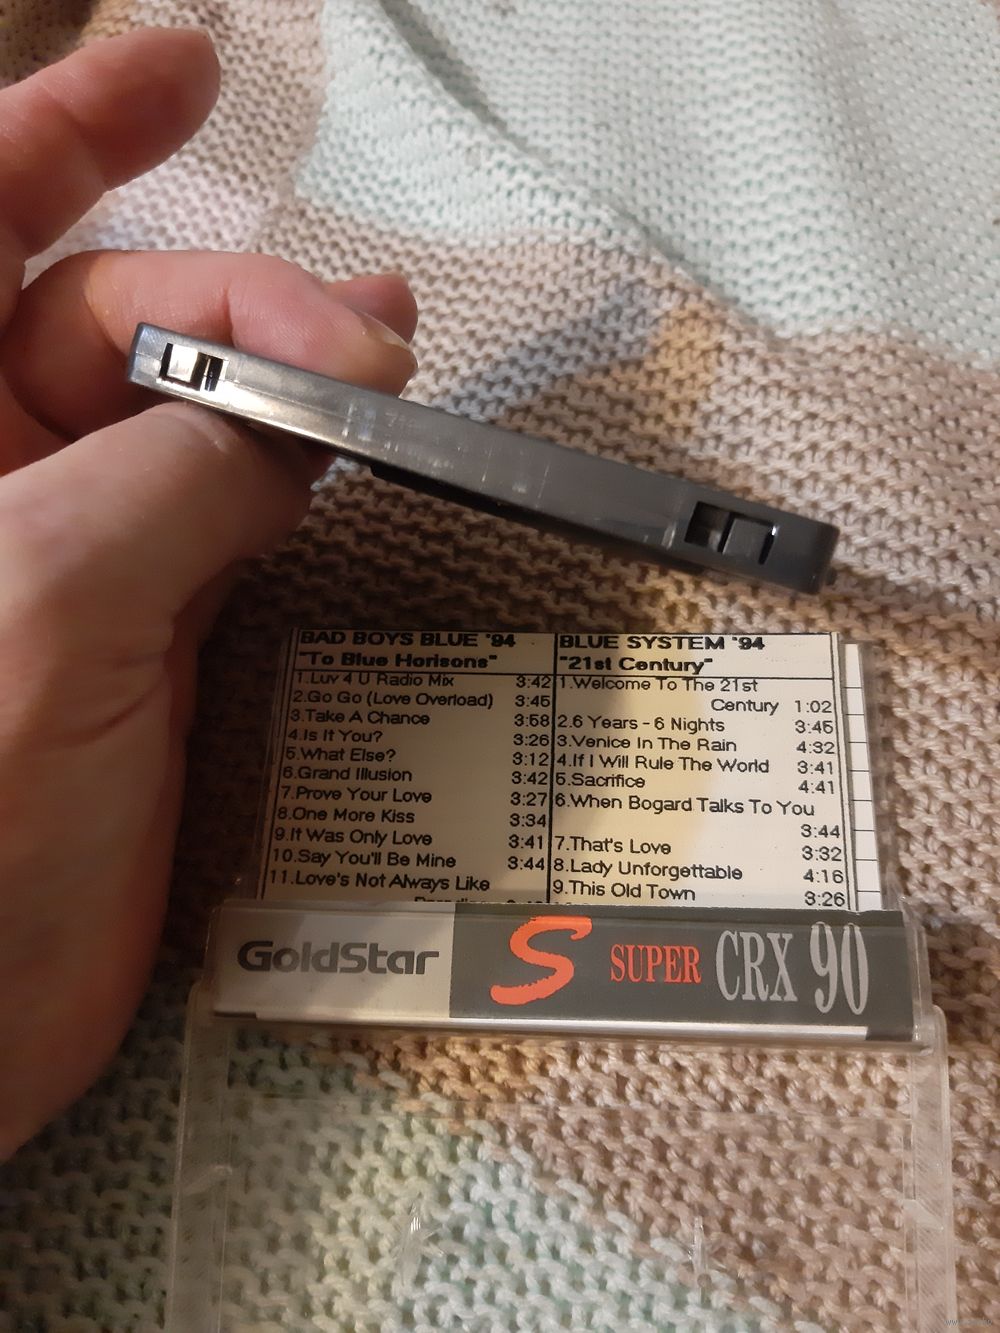 BAD BOYS BLUE '94
"To Blue Horisons"
1.Luv 4 U Radio Mix 3:42
2.Go Go (Love Overload) 3:45
3.Take A Chance 3:58
4.Is It You? 3:26
5.What Else? 3:12
6.Grand Illusion 3:42
7.Prove Your Love 3:27
8.One More Kiss 3:34
9.It Was Only Love 3:41
10.Say You'll Be Mine 3:44
11.Love's Not Always Like
BLUE SYSTEM '94
"21st Century"
1.Welcome To The 21st
Century 1:02
2.6 Years - 6 Nights 3:45
3.Venice In The Rain 4:32
4.If I Will Rule The World 3:41
5.Sacrifice 4:41
6.When Bogard Talks To You
3:44
7.That's Love 3:32
8.Lady Unforgettable 4:16
9.This Old Town 3:26
GoldStar S SUPER CRX 90